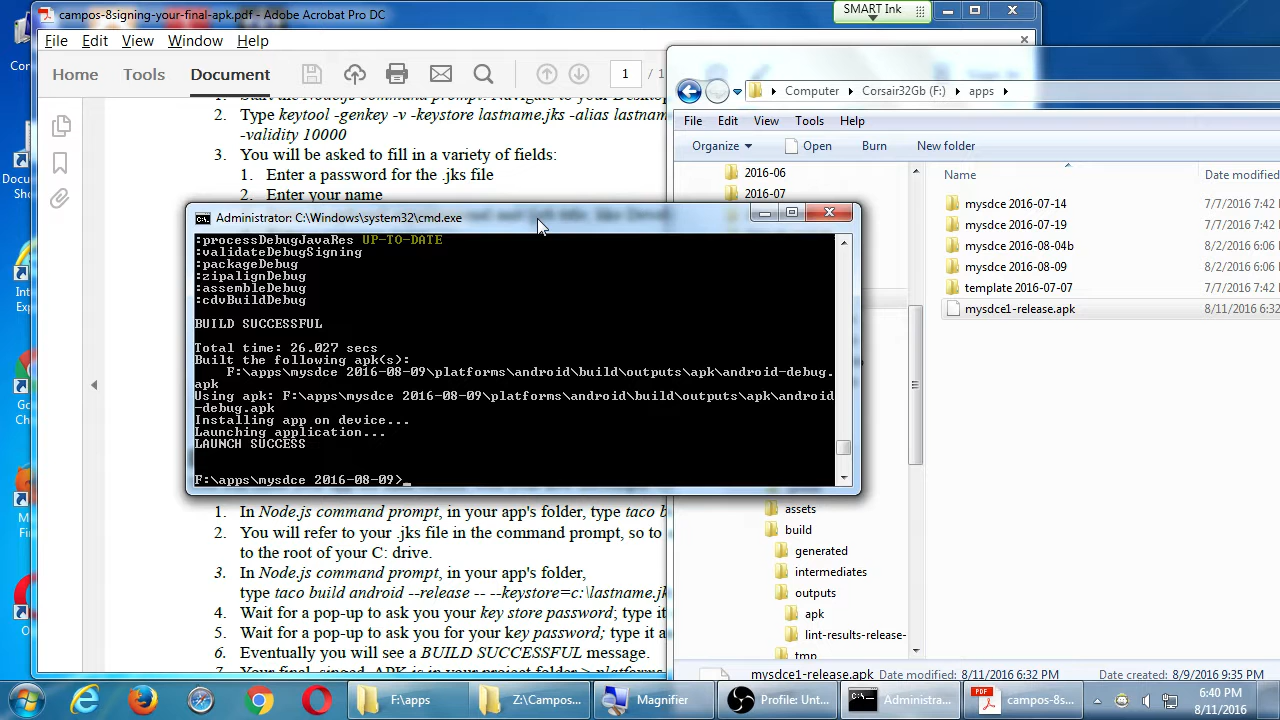 campos-8signing-your-final-apk.pdf - Adobe Acrobat Pro DC
SMART Ink
File Edit View Window Help
Home Tools Document
1 / 1
2. Type keytool -genkey -v -keystore lastname.jks -alias lastnam
-validity 10000
3. You will be asked to fill in a variety of fields:
1. Enter a password for the .jks file
2. Enter your name
Computer Corsair32Gb (F:) apps
File Edit View Tools Help
Organize Open Burn New folder
2016-06
2016-07
Name Date modified
mysdce 2016-07-14 7/7/2016 7:42
mysdce 2016-07-19 7/7/2016 7:42
mysdce 2016-08-04b 8/2/2016 6:06
mysdce 2016-08-09 8/2/2016 6:06
template 2016-07-07 7/7/2016 7:42
mysdce1-release.apk 8/11/2016 6:32
Administrator: C:\Windows\system32\cmd.exe
:processDebugJavaRes UP-TO-DATE
:validateDebugSigning
:packageDebug
:zipalignDebug
:assembleDebug
:cdvBuildDebug
BUILD SUCCESSFUL
Total time: 26.027 secs
Built the following apk(s):
F:\apps\mysdce 2016-08-09\platforms\android\build\outputs\apk\android-debug.
apk
Using apk: F:\apps\mysdce 2016-08-09\platforms\android\build\outputs\apk\android
-debug.apk
Installing app on device...
Launching application...
LAUNCH SUCCESS
F:\apps\mysdce 2016-08-09>_
1. In Node.js command prompt, in your app's folder, type taco b
2. You will refer to your .jks file in the command prompt, so to
to the root of your C: drive.
3. In Node.js command prompt, in your app's folder,
type taco build android --release -- --keystore=c:\lastname.jk
4. Wait for a pop-up to ask you your key store password; type it
5. Wait for a pop-up to ask you for your key password; type it a
6. Eventually you will see a BUILD SUCCESSFUL message.
assets
build
generated
intermediates
outputs
apk
lint-results-release-
tmp
mysdce1-release.apk Date modified: 8/11/2016 6:32 PM Date created: 8/9/2016 9:35 PM
F:\apps
Z:\Campos...
Magnifier
Profile: Unt...
Administra...
campos-8s...
6:40 PM
8/11/2016